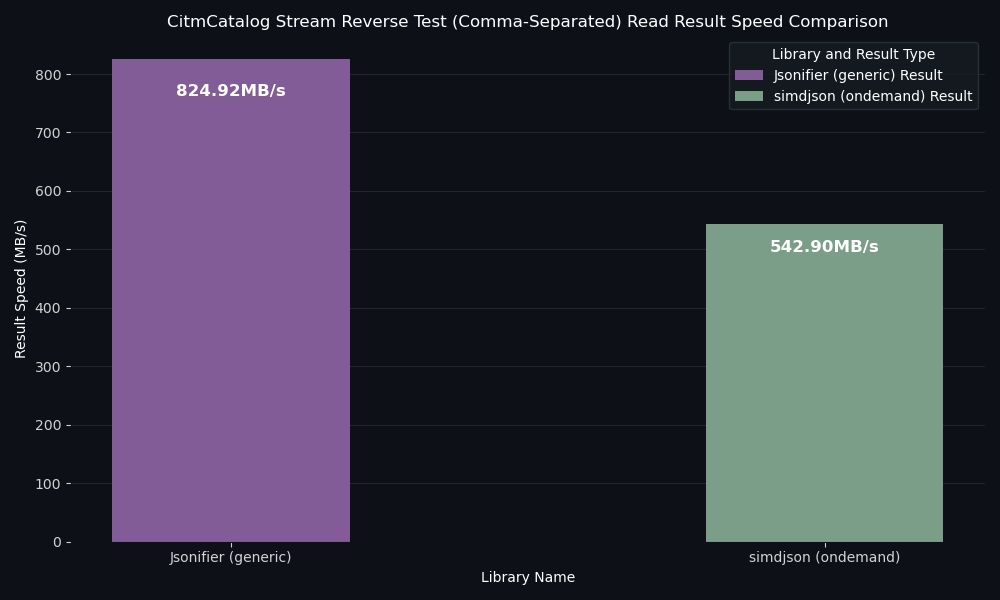 CitmCatalog Stream Reverse Test (Comma-Separated) Read Result Speed Comparison
Library and Result Type
Jsonifier (generic) Result
simdjson (ondemand) Result
824.92MB/s
542.90MB/s
Result Speed (MB/s)
800
700
600
500
400
300
200
100
0
Jsonifier (generic)
simdjson (ondemand)
Library Name